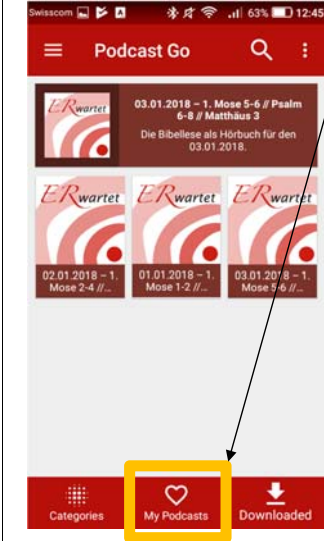 Swisscom 63% 12:45
Podcast Go
ERwartet
03.01.2018 – 1. Mose 5-6 // Psalm
6-8 // Matthäus 3
Die Bibellese als Hörbuch für den
03.01.2018.
ERwartet
ERwartet
ERwartet
02.01.2018 – 1.
Mose 2-4 //...
01.01.2018 – 1.
Mose 1-2 //...
03.01.2018 – 1.
Mose 5-6 //...
Categories
My Podcasts
Downloaded